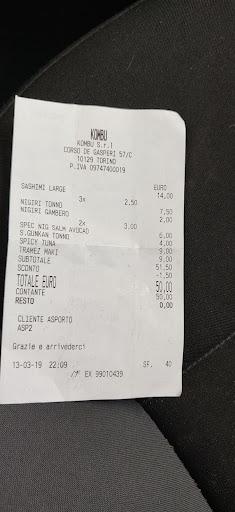 KOMBU
KOMBU S.r.l
CORSO DE GASPERI 57/C
10129 TORINO
P.IVA 09747400019
EURO
SASHIMI LARGE 14,00
3x 2,50
NIGIRI TONNO 7,50
NIGIRI GAMBERO 2,00
2x 3,00
SPEC NIG SALM AVOCAD 6,00
S.GUNKAN TONNO 4,00
SPICY TUNA 9,00
TRAMEZ MAKI 9,00
SUBTOTALE 51,50
SCONTO -1,50
TOTALE EURO 50,00
CONTANTE 50,00
RESTO 0,00
CLIENTE ASPORTO
ASP2
Grazie e arrivederci
13-03-19 22:09 SF. 40
EX 99010439